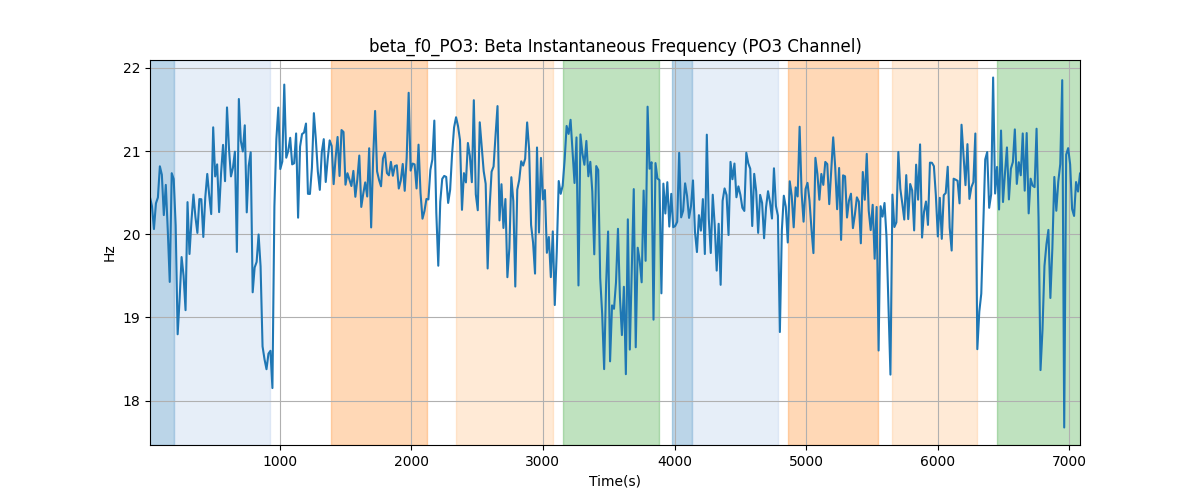 beta_f0_PO3: Beta Instantaneous Frequency (PO3 Channel)
22
21
20
19
18
Hz
1000 2000 3000 4000 5000 6000 7000
Time(s)